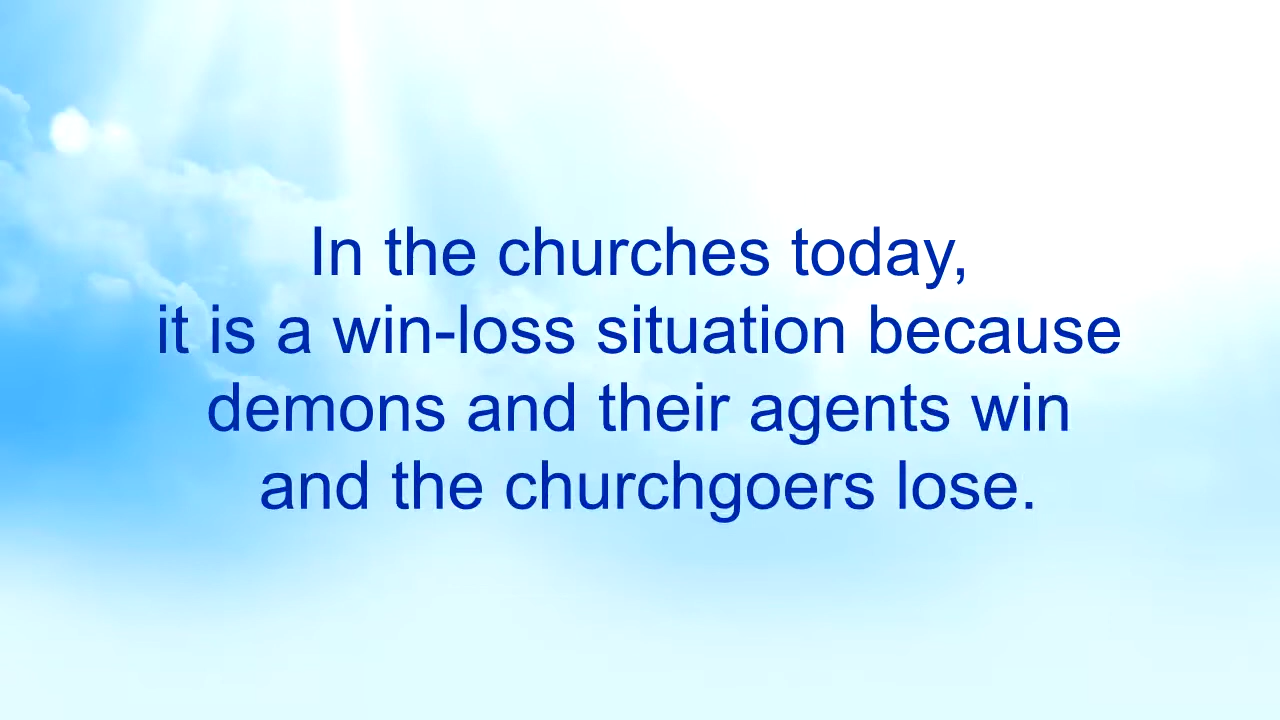 In the churches today,
it is a win-loss situation because
demons and their agents win
and the churchgoers lose.